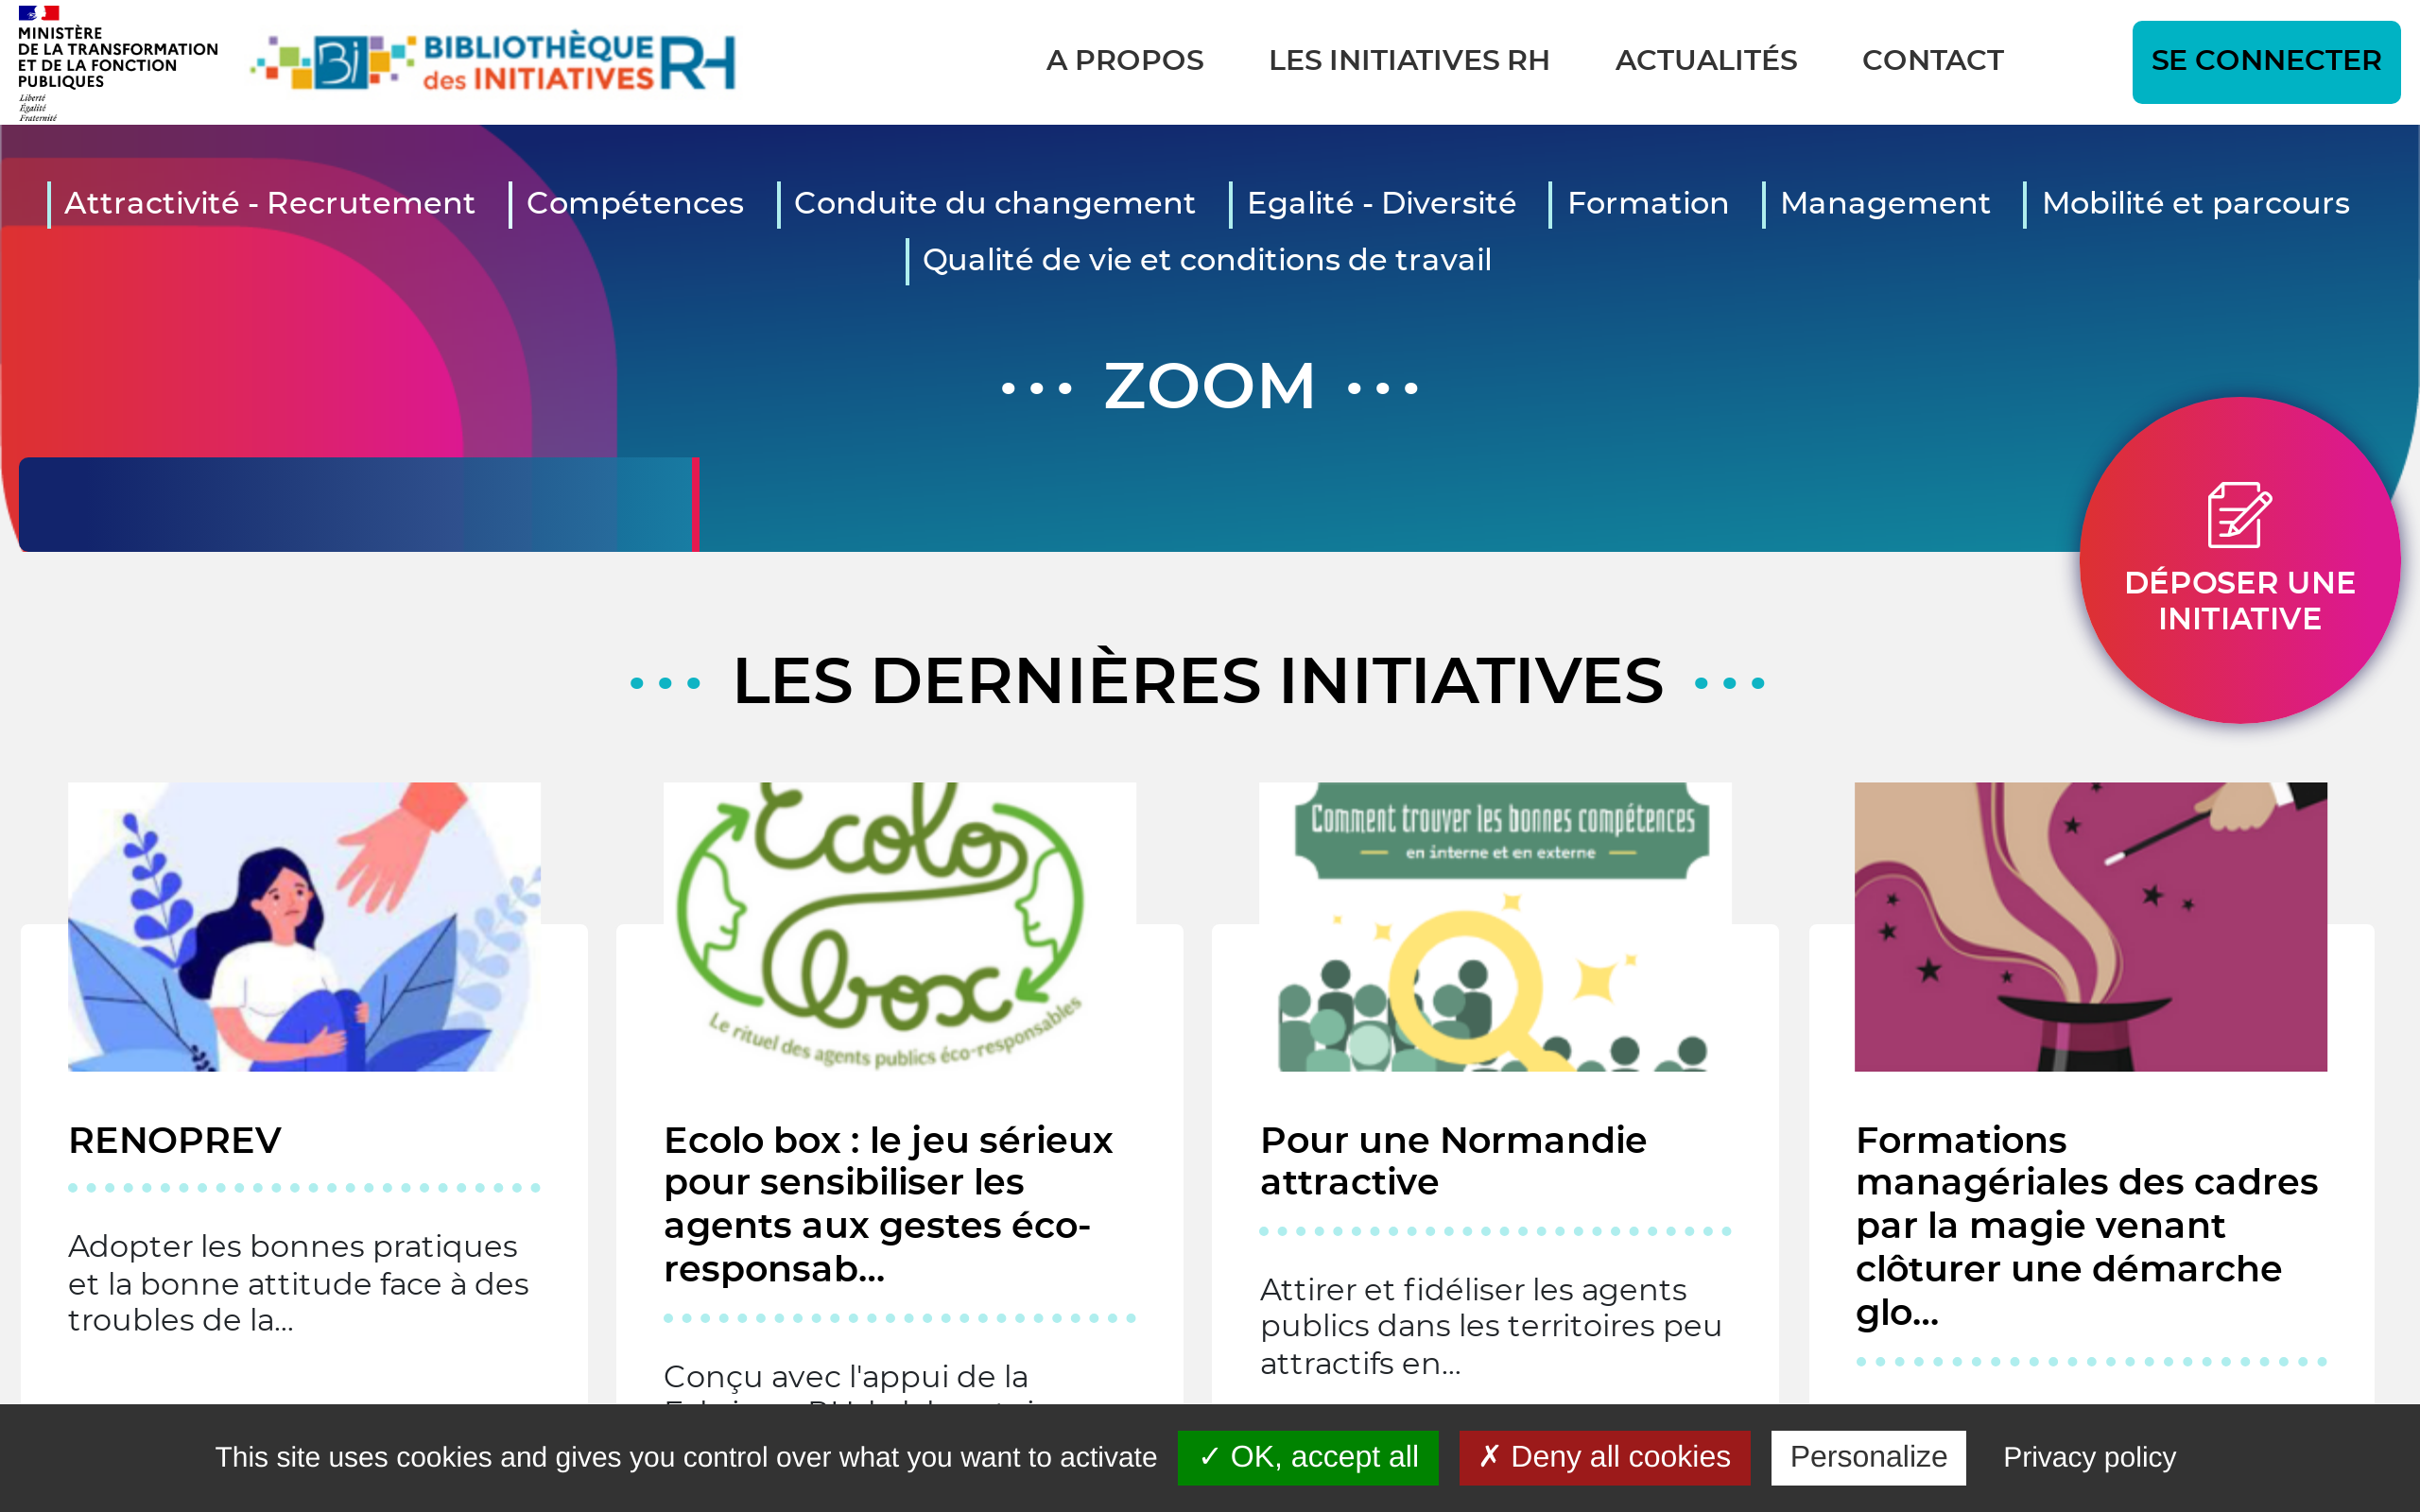 MINISTÈRE
DE LA TRANSFORMATION
ET DE LA FONCTION
PUBLIQUES
Liberté
Égalité
Fraternité
Bi
BIBLIOTHÈQUE
des INITIATIVES
RH
A PROPOS
LES INITIATIVES RH
ACTUALITÉS
CONTACT
SE CONNECTER
Attractivité - Recrutement
Compétences
Conduite du changement
Egalité - Diversité
Formation
Management
Mobilité et parcours
Qualité de vie et conditions de travail
ZOOM
DÉPOSER UNE
INITIATIVE
LES DERNIÈRES INITIATIVES
Ecolo
box
Le rituel des agents publics éco-responsables
Comment trouver les bonnes compétences
en interne et en externe
RENOPREV
Adopter les bonnes pratiques
et la bonne attitude face à des
troubles de la...
Ecolo box : le jeu sérieux
pour sensibiliser les
agents aux gestes éco-
responsab...
Conçu avec l'appui de la
Pour une Normandie
attractive
Attirer et fidéliser les agents
publics dans les territoires peu
attractifs en...
Formations
managériales des cadres
par la magie venant
clôturer une démarche
glo...
This site uses cookies and gives you control over what you want to activate
✓ OK, accept all
✗ Deny all cookies
Personalize
Privacy policy